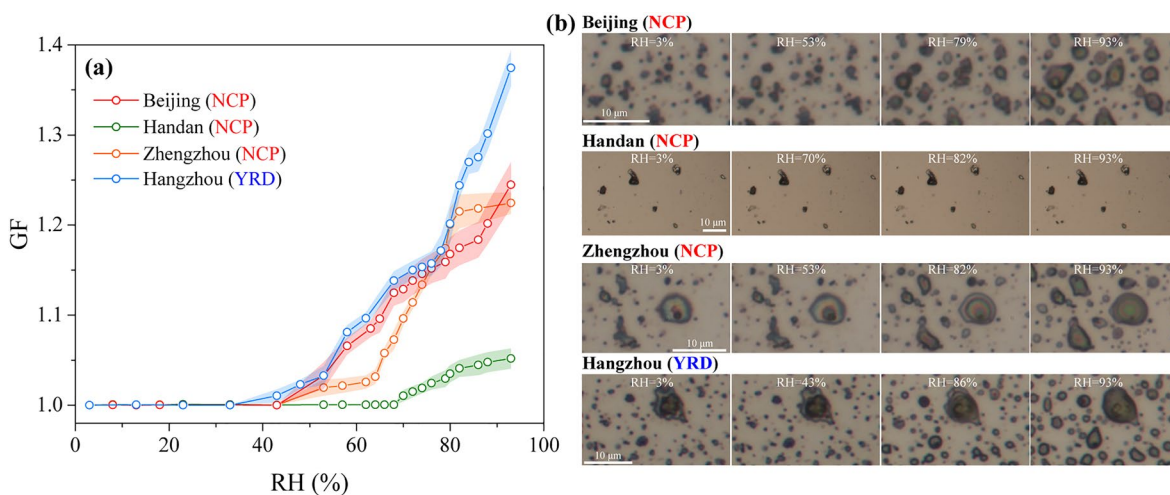 (a)
Beijing (NCP)
Handan (NCP)
Zhengzhou (NCP)
Hangzhou (YRD)
GF
1.4
1.3
1.2
1.1
1.0
0 20 40 60 80 100
RH (%)
(b)
Beijing (NCP)
RH=3% RH=53% RH=79% RH=93%
10 μm
Handan (NCP)
RH=3% RH=70% RH=82% RH=93%
10 μm
Zhengzhou (NCP)
RH=3% RH=53% RH=82% RH=93%
10 μm
Hangzhou (YRD)
RH=3% RH=43% RH=86% RH=93%
10 μm